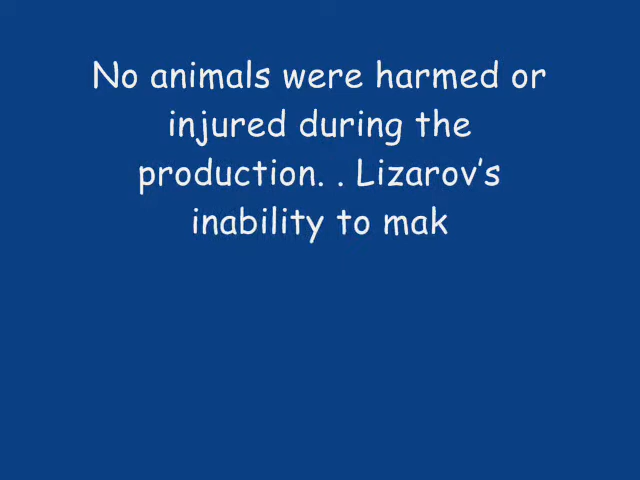 No animals were harmed or
injured during the
production. . Lizarov's
inability to mak